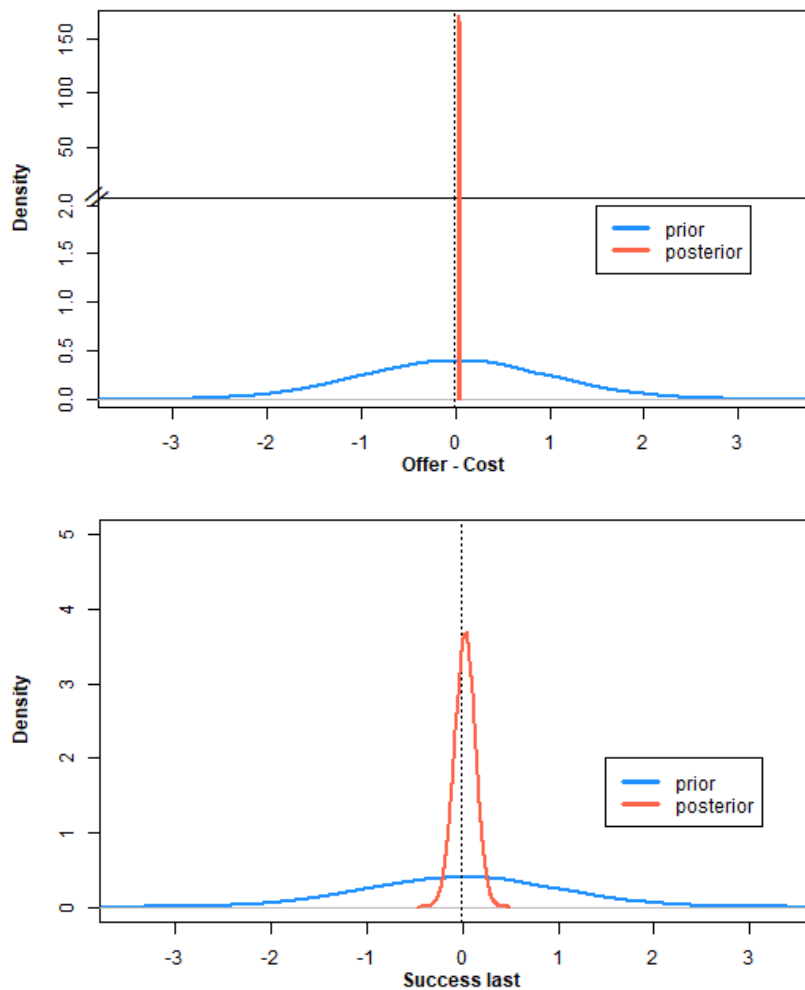 150
100
50
2.0
1.5
1.0
0.5
0.0
Density
prior
posterior
-3 -2 -1 0 1 2 3
Offer - Cost
5
4
3
2
1
0
Density
prior
posterior
-3 -2 -1 0 1 2 3
Success last